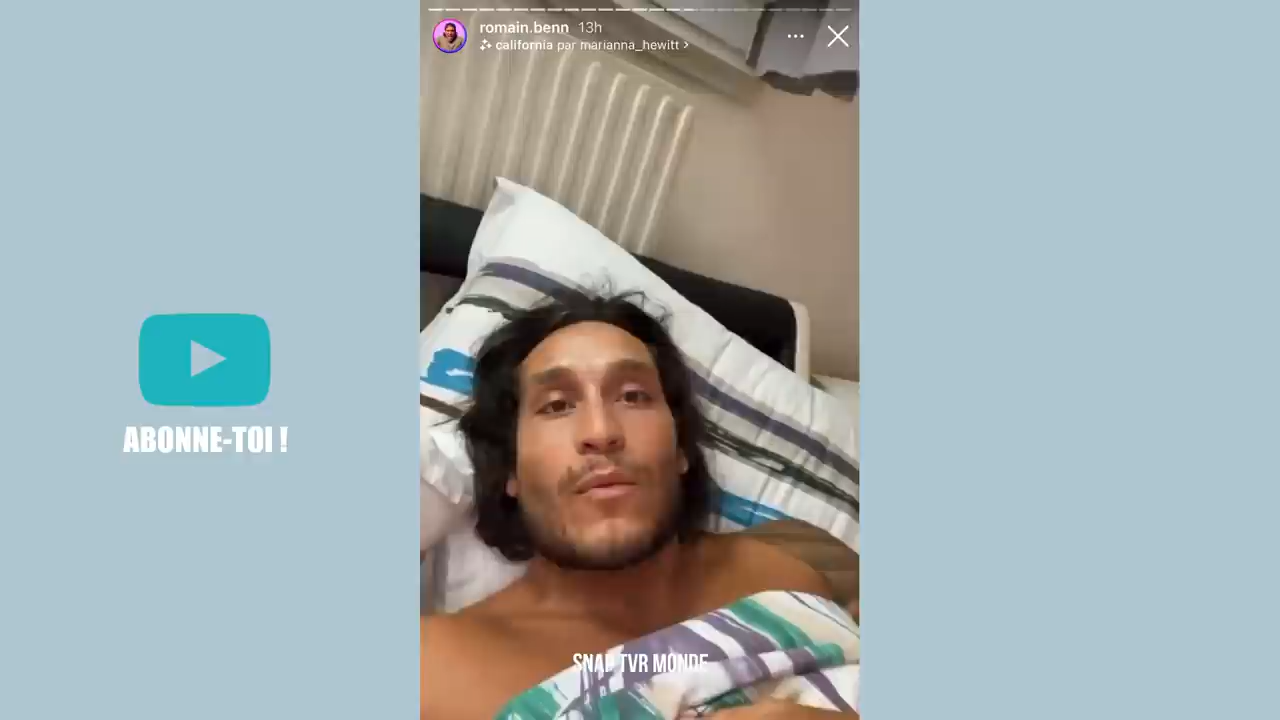 romain.benn 13h
california par marianna_hewitt >
ABONNE-TOI !
SNAP TVR MONDE